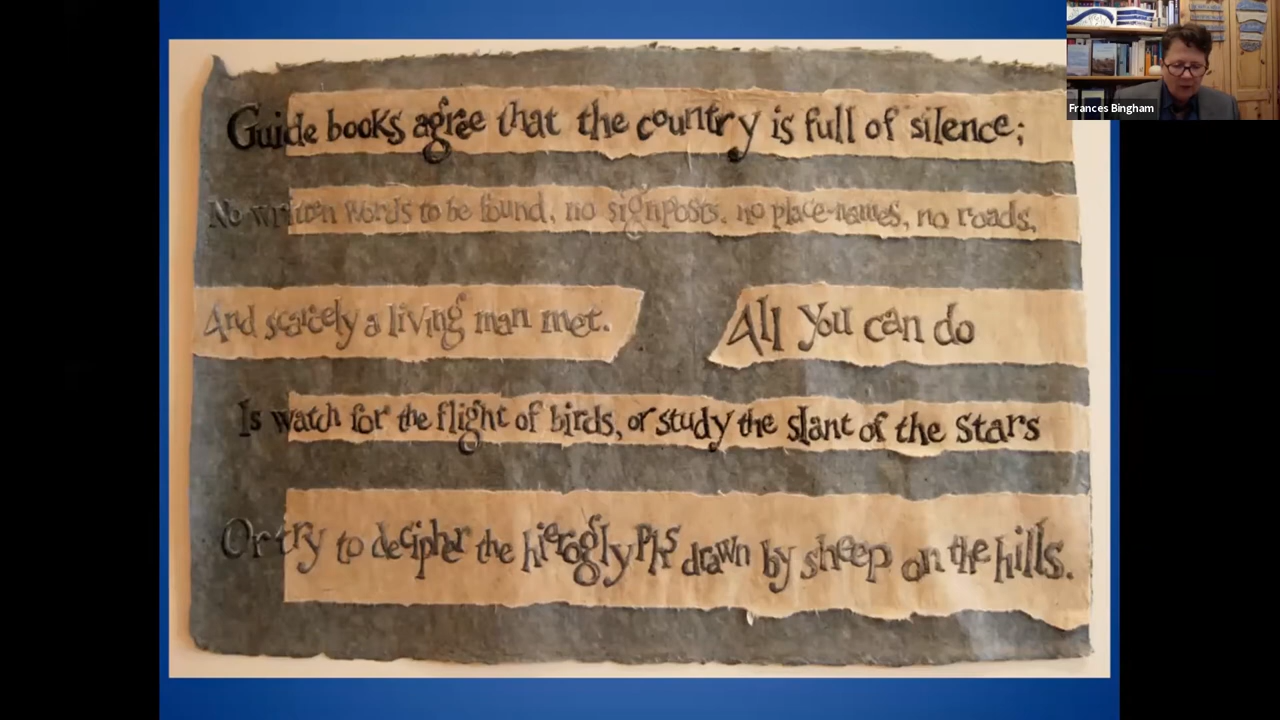 Frances Bingham
Guide books agree that the country is full of silence;
No written words to be found, no signposts, no place-names, no roads,
And scarcely a living man met. All You can do
Is watch for the flight of birds, or study the slant of the stars
Or try to decipher the hieroglyphs drawn by sheep on the hills.